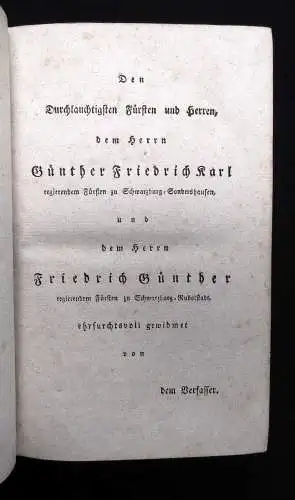 Den
Durchlauchtigsten Fürsten und Herren,
dem Herrn
Günther Friedrich Karl
regierendem Fürsten zu Schwarzburg-Sondershausen,
und
dem Herrn
Friedrich Günther
regierendem Fürsten zu Schwarzburg-Rudolstadt,
ehrfurchtsvoll gewidmet
von
dem Verfasser.